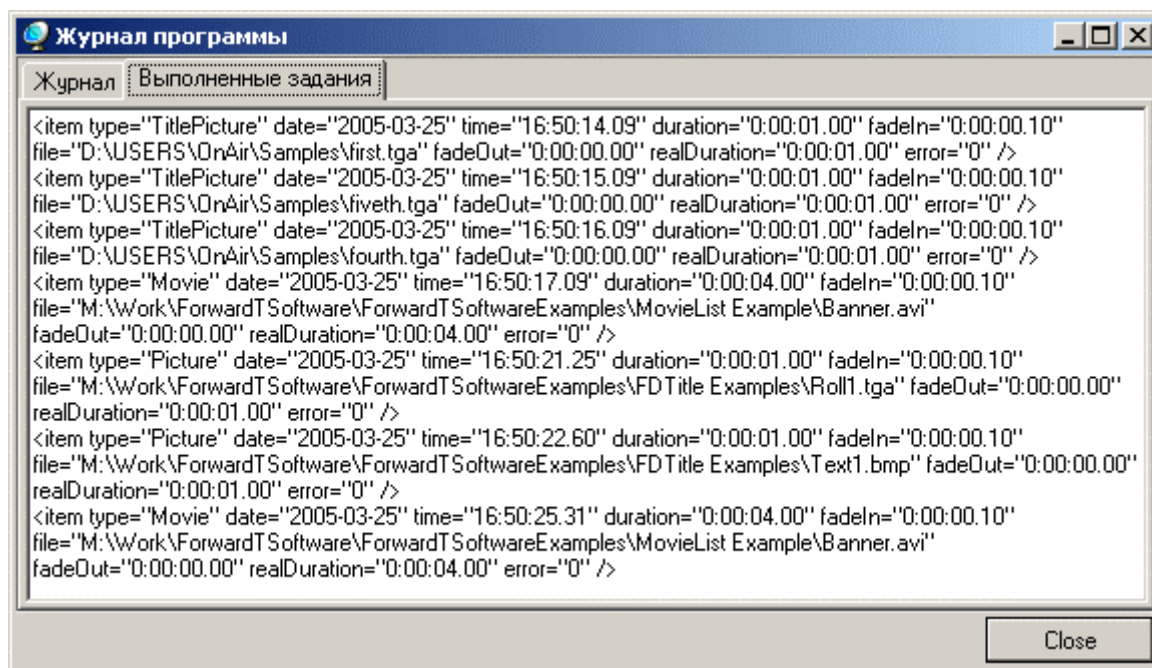 Журнал программы
Журнал Выполненные задания
<item type="TitlePicture" date="2005-03-25" time="16:50:14.09" duration="0:00:01.00" fadeIn="0:00:00.10"
file="D:\USERS\OnAir\Samples\first.tga" fadeOut="0:00:00.00" realDuration="0:00:01.00" error="0" />
<item type="TitlePicture" date="2005-03-25" time="16:50:15.09" duration="0:00:01.00" fadeIn="0:00:00.10"
file="D:\USERS\OnAir\Samples\fiveth.tga" fadeOut="0:00:00.00" realDuration="0:00:01.00" error="0" />
<item type="TitlePicture" date="2005-03-25" time="16:50:16.09" duration="0:00:01.00" fadeIn="0:00:00.10"
file="D:\USERS\OnAir\Samples\fourth.tga" fadeOut="0:00:00.00" realDuration="0:00:01.00" error="0" />
<item type="Movie" date="2005-03-25" time="16:50:17.09" duration="0:00:04.00" fadeIn="0:00:00.10"
file="M:\Work\ForwardTSoftware\ForwardTSoftwareExamples\MovieList Example\Banner.avi"
fadeOut="0:00:00.00" realDuration="0:00:04.00" error="0" />
<item type="Picture" date="2005-03-25" time="16:50:21.25" duration="0:00:01.00" fadeIn="0:00:00.10"
file="M:\Work\ForwardTSoftware\ForwardTSoftwareExamples\FDTitle Examples\Roll1.tga" fadeOut="0:00:00.00"
realDuration="0:00:01.00" error="0" />
<item type="Picture" date="2005-03-25" time="16:50:22.60" duration="0:00:01.00" fadeIn="0:00:00.10"
file="M:\Work\ForwardTSoftware\ForwardTSoftwareExamples\FDTitle Examples\Text1.bmp" fadeOut="0:00:00.00"
realDuration="0:00:01.00" error="0" />
<item type="Movie" date="2005-03-25" time="16:50:25.31" duration="0:00:04.00" fadeIn="0:00:00.10"
file="M:\Work\ForwardTSoftware\ForwardTSoftwareExamples\MovieList Example\Banner.avi"
fadeOut="0:00:00.00" realDuration="0:00:04.00" error="0" />
Close